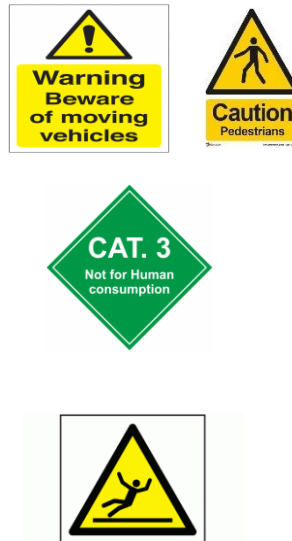 Warning
Beware
of moving
vehicles
Caution
Pedestrians
CAT. 3
Not for Human
consumption